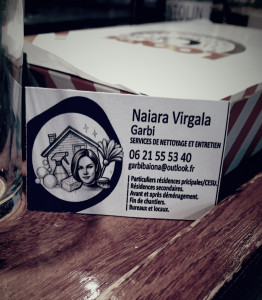 Naiara Virgala
Garbi
SERVICES DE NETTOYAGE ET ENTRETIEN
06 21 55 53 40
garbibaiona@outlook.fr
Particuliers résidences pricipales/CESU.
Résidences secondaires.
Avant et après déménagement.
Fin de chantiers.
Bureaux et locaux.